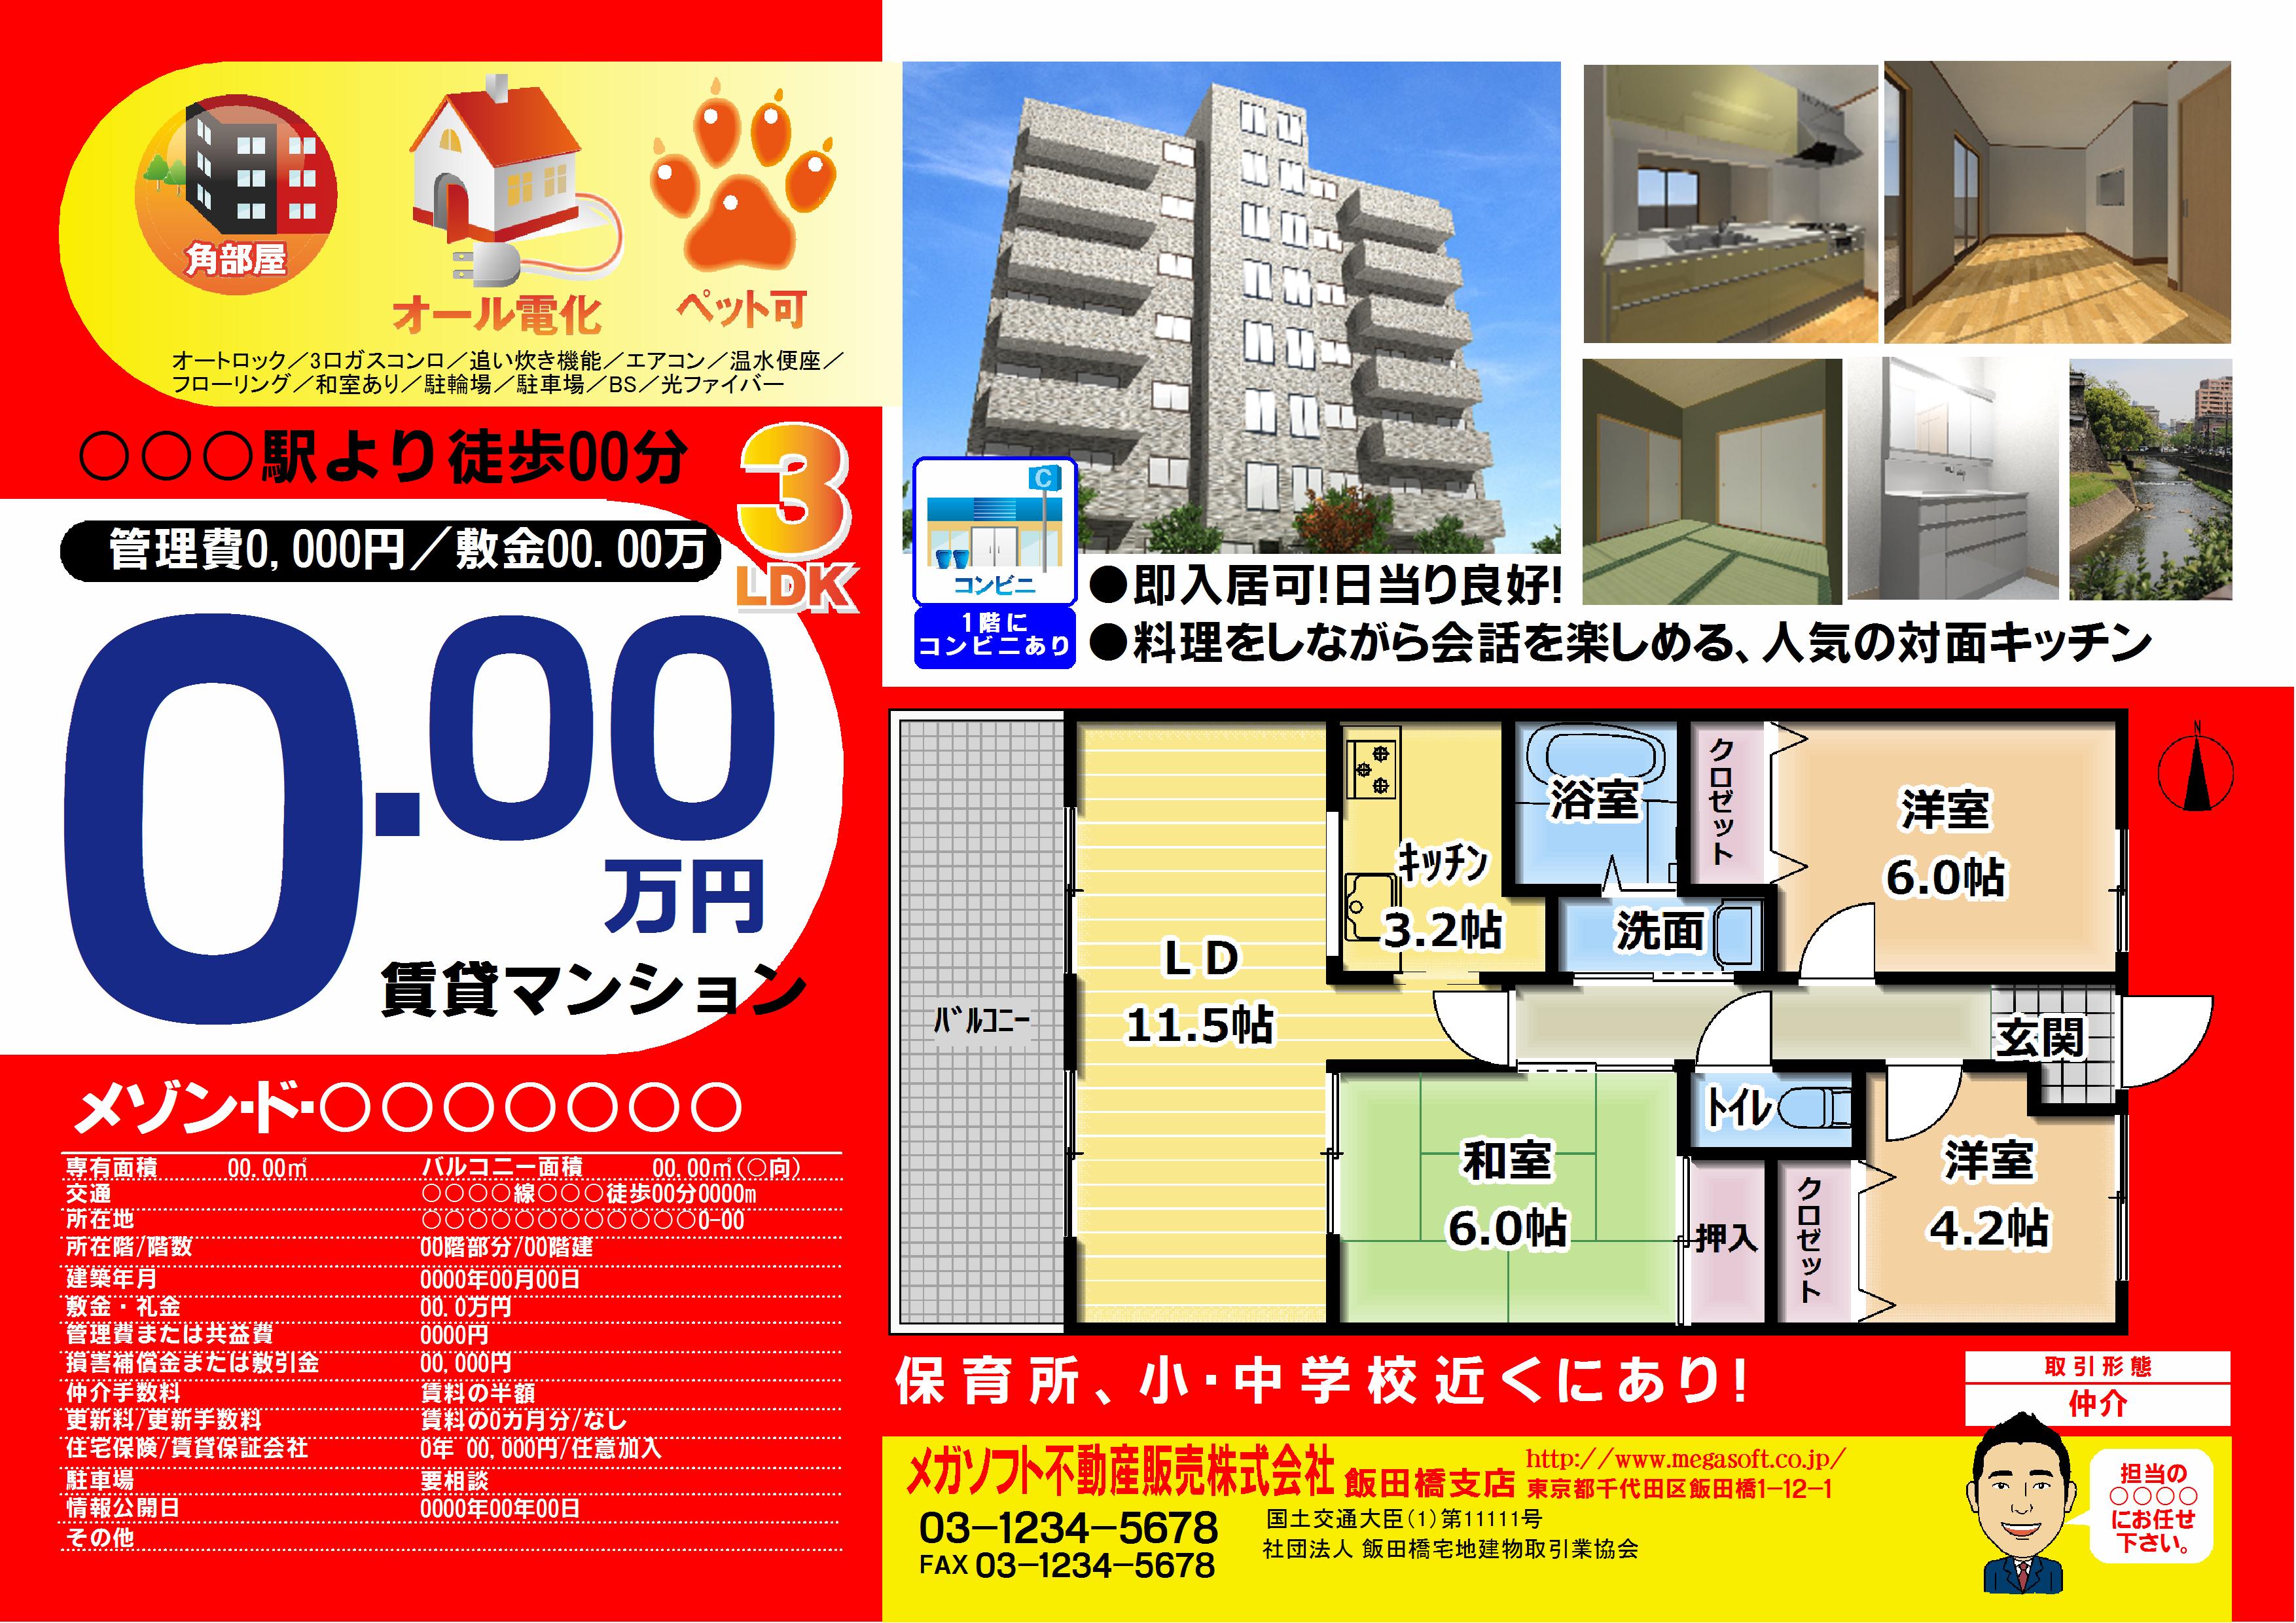 角部屋
オール電化
ペット可
オートロック／3口ガスコンロ／追い炊き機能／エアコン／温水便座／
フローリング／和室あり／駐輪場／駐車場／BS／光ファイバー
○○○駅より徒歩00分
3
LDK
管理費0,000円／敷金00.00万
0.00
万円
賃貸マンション
メゾン・ド・○○○○○○○
専有面積 00.00㎡ バルコニー面積 00.00㎡(○向)
交通 ○○○○線○○○徒歩00分0000m
所在地 ○○○○○○○○○○○○0-00
所在階/階数 00階部分/00階建
建築年月 0000年00月00日
敷金・礼金 00.0万円
管理費または共益費 0000円
損害補償金または敷引金 00,000円
仲介手数料 賃料の半額
更新料/更新手数料 賃料の0カ月分/なし
住宅保険/賃貸保証会社 0年 00,000円/任意加入
駐車場 要相談
情報公開日 0000年00年00日
その他
C
コンビニ
1階に
コンビニあり
●即入居可!日当り良好!
●料理をしながら会話を楽しめる、人気の対面キッチン
N
バルコニー
LD
11.5帖
キッチン
3.2帖
浴室
洗面
クロゼット
洋室
6.0帖
玄関
トイレ
和室
6.0帖
押入
クロゼット
洋室
4.2帖
保育所、小・中学校近くにあり!
取引形態
仲介
メガソフト不動産販売株式会社 飯田橋支店
http://www.megasoft.co.jp/
東京都千代田区飯田橋1-12-1
03-1234-5678
FAX 03-1234-5678
国土交通大臣(1)第11111号
社団法人 飯田橋宅地建物取引業協会
担当の
○○○○
にお任せ
下さい。